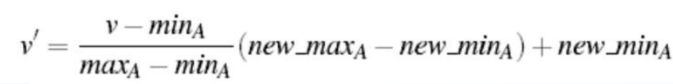 v′ = (v − min_A) / (max_A − min_A) (new_max_A − new_min_A) + new_min_A